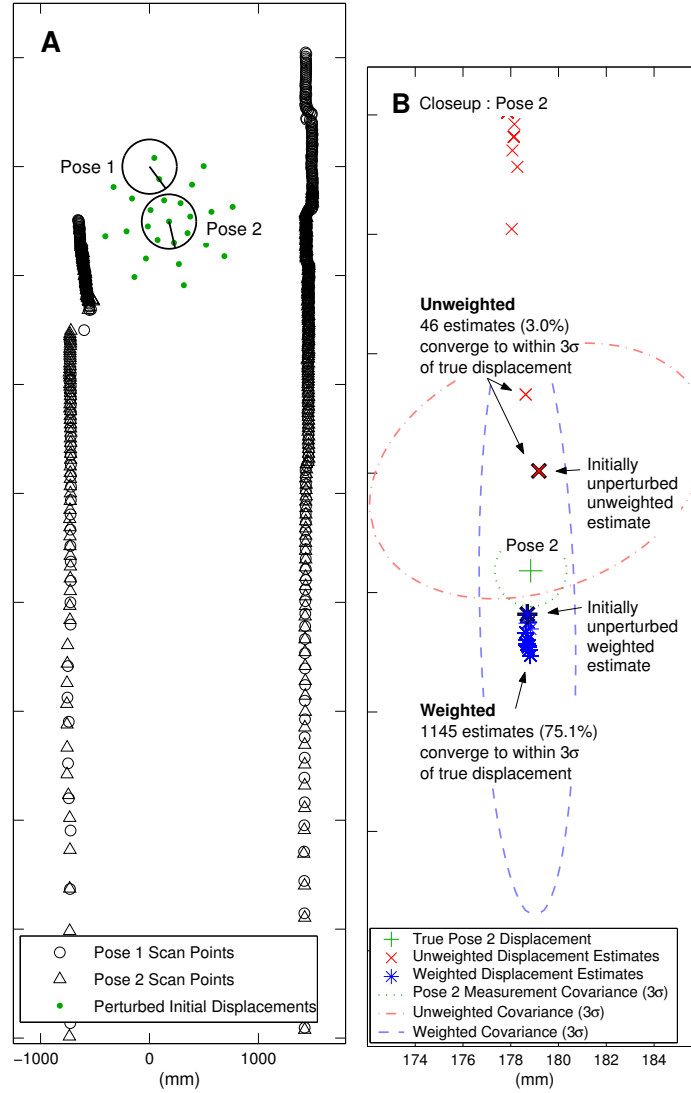 A
Pose 1
Pose 2
Pose 1 Scan Points
Pose 2 Scan Points
Perturbed Initial Displacements
−1000
0
1000
(mm)
B Closeup : Pose 2
Unweighted
46 estimates (3.0%)
converge to within 3σ
of true displacement
Initially
unperturbed
unweighted
estimate
Pose 2
Initially
unperturbed
weighted
estimate
Weighted
1145 estimates (75.1%)
converge to within 3σ
of true displacement
True Pose 2 Displacement
Unweighted Displacement Estimates
Weighted Displacement Estimates
Pose 2 Measurement Covariance (3σ)
Unweighted Covariance (3σ)
Weighted Covariance (3σ)
174
176
178
180
182
184
(mm)